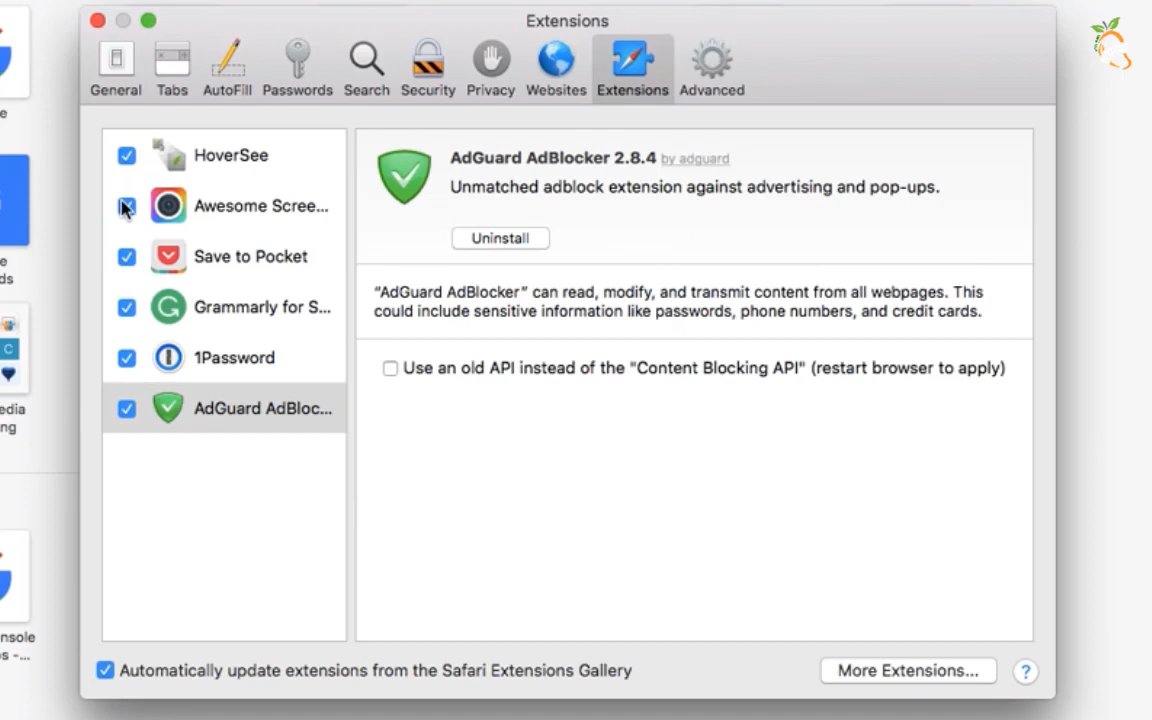 Extensions
General Tabs AutoFill Passwords Search Security Privacy Websites Extensions Advanced
HoverSee
Awesome Scree...
Save to Pocket
Grammarly for S...
1Password
AdGuard AdBloc...
AdGuard AdBlocker 2.8.4 by adguard
Unmatched adblock extension against advertising and pop-ups.
Uninstall
“AdGuard AdBlocker” can read, modify, and transmit content from all webpages. This
could include sensitive information like passwords, phone numbers, and credit cards.
Use an old API instead of the "Content Blocking API" (restart browser to apply)
Automatically update extensions from the Safari Extensions Gallery
More Extensions...
?
e
e
ds
C
edia
ng
nsole
s -...